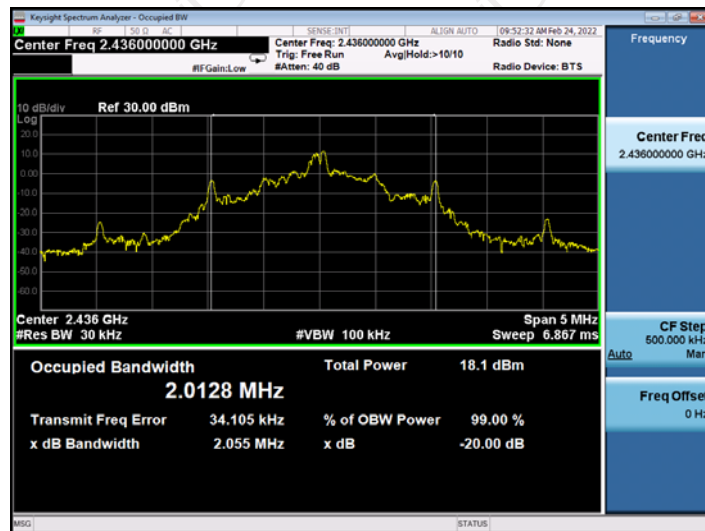 Keysight Spectrum Analyzer - Occupied BW
RF 50 Ω AC SENSE:INT ALIGN AUTO 09:52:32 AM Feb 24, 2022
Center Freq 2.436000000 GHz
Center Freq: 2.436000000 GHz
Radio Std: None
Trig: Free Run Avg|Hold:>10/10
#IFGain:Low #Atten: 40 dB Radio Device: BTS
Frequency
10 dB/div Ref 30.00 dBm
Log
20.0
10.0
0.00
-10.0
-20.0
-30.0
-40.0
-50.0
-60.0
Center 2.436 GHz Span 5 MHz
#Res BW 30 kHz #VBW 100 kHz Sweep 6.867 ms
Center Freq
2.436000000 GHz
CF Step
500.000 kHz
Auto Man
Freq Offset
0 Hz
Occupied Bandwidth Total Power 18.1 dBm
2.0128 MHz
Transmit Freq Error 34.105 kHz % of OBW Power 99.00 %
x dB Bandwidth 2.055 MHz x dB -20.00 dB
MSG STATUS